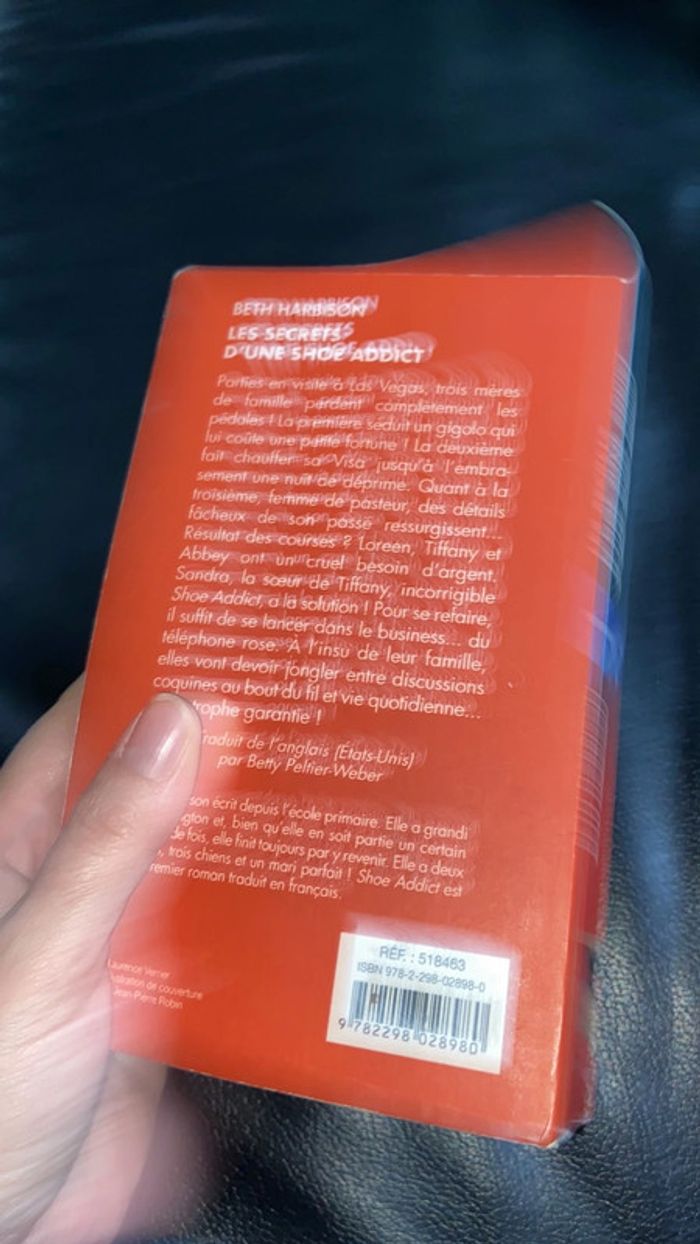 BETH HARBISON
LES SECRETS
D'UNE SHOE ADDICT
Parties en visite à Las Vegas, trois mères
de famille perdent complètement les
pédales ! La première séduit un gigolo qui
lui coûte une petite fortune ! La deuxième
fait chauffer sa Visa jusqu'à l'embra-
sement une nuit de déprime. Quant à la
troisième, femme de pasteur, des détails
fâcheux de son passé ressurgissent...
Résultat des courses ? Loreen, Tiffany et
Abbey ont un cruel besoin d'argent.
Sandra, la sœur de Tiffany, incorrigible
Shoe Addict, a la solution ! Pour se refaire,
il suffit de se lancer dans le business... du
téléphone rose. À l'insu de leur famille,
elles vont devoir jongler entre discussions
coquines au bout du fil et vie quotidienne...
trophe garantie !
raduit de l'anglais (États-Unis)
par Betty Peltier-Weber
son écrit depuis l'école primaire. Elle a grandi
gton et, bien qu'elle en soit partie un certain
de fois, elle finit toujours par y revenir. Elle a deux
, trois chiens et un mari parfait ! Shoe Addict est
remier roman traduit en français.
Laurence Verrier
stration de couverture
Jean-Pierre Robin
RÉF. : 518463
ISBN 978-2-298-02898-0
9 782298 028980